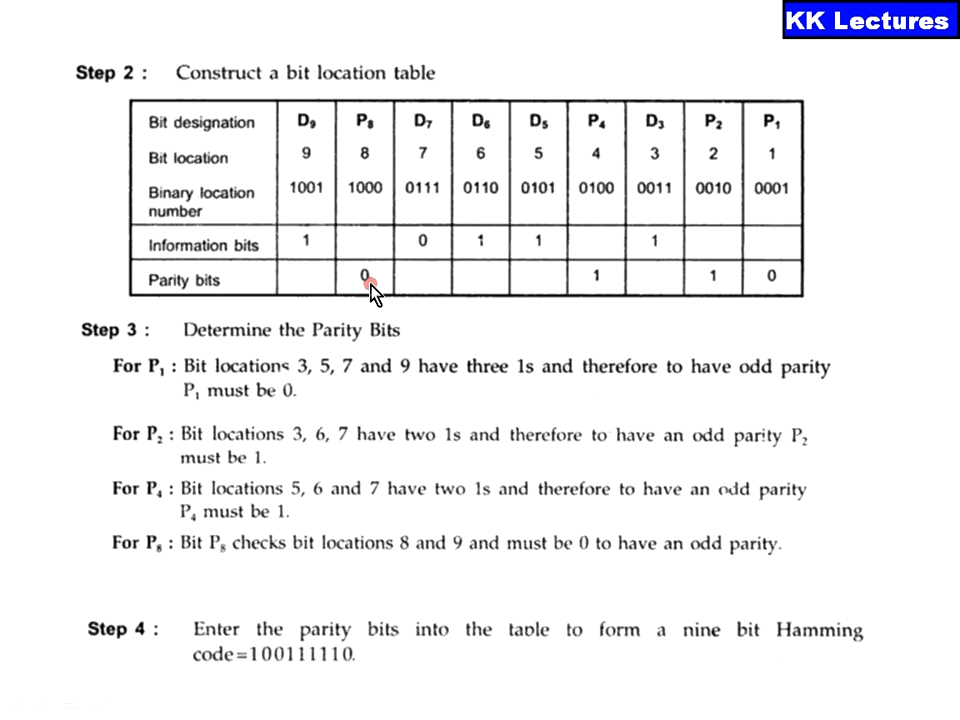 KK Lectures
Step 2 : Construct a bit location table
Bit designation D₉ P₈ D₇ D₆ D₅ P₄ D₃ P₂ P₁
Bit location 9 8 7 6 5 4 3 2 1
Binary location number 1001 1000 0111 0110 0101 0100 0011 0010 0001
Information bits 1 0 1 1 1
Parity bits 0 1 1 0
Step 3 : Determine the Parity Bits
For P₁ : Bit locations 3, 5, 7 and 9 have three 1s and therefore to have odd parity
P₁ must be 0.
For P₂ : Bit locations 3, 6, 7 have two 1s and therefore to have an odd parity P₂
must be 1.
For P₄ : Bit locations 5, 6 and 7 have two 1s and therefore to have an odd parity
P₄ must be 1.
For P₈ : Bit P₈ checks bit locations 8 and 9 and must be 0 to have an odd parity.
Step 4 : Enter the parity bits into the table to form a nine bit Hamming
code=100111110.